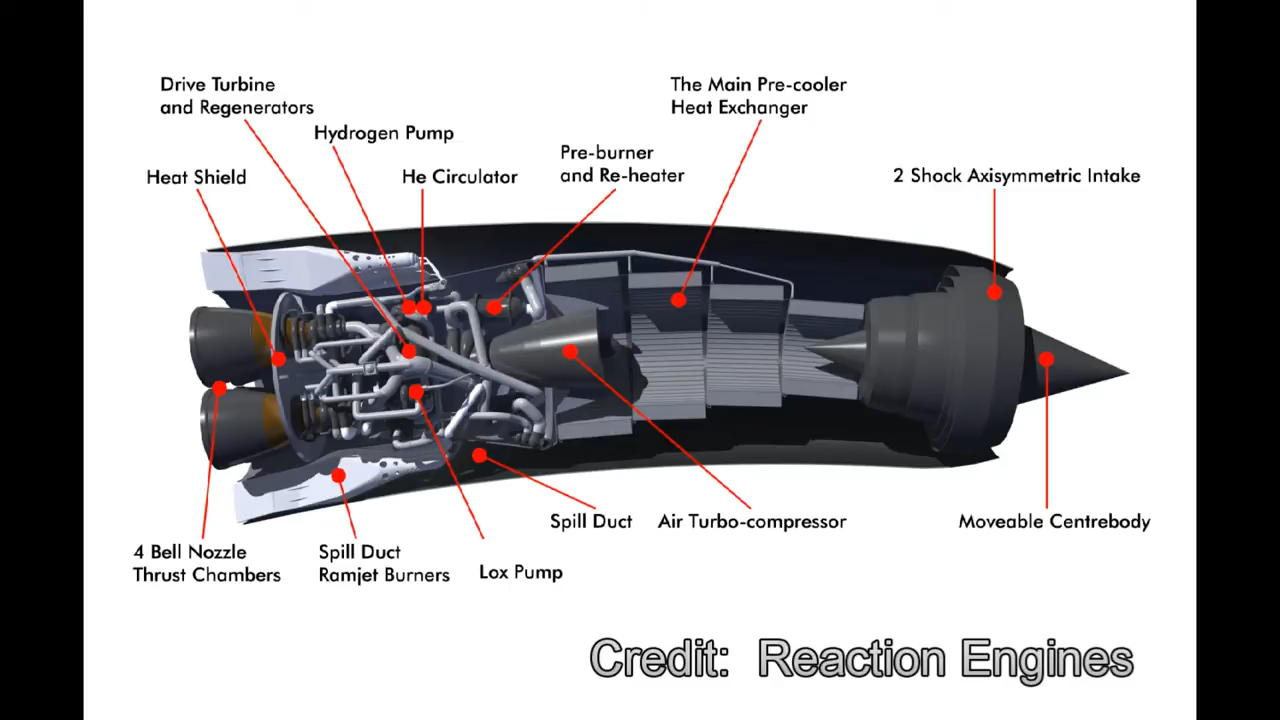 Drive Turbine
and Regenerators
The Main Pre-cooler
Heat Exchanger
Hydrogen Pump
Pre-burner
and Re-heater
Heat Shield
He Circulator
2 Shock Axisymmetric Intake
Spill Duct
Air Turbo-compressor
Moveable Centrebody
4 Bell Nozzle
Thrust Chambers
Spill Duct
Ramjet Burners
Lox Pump
Credit: Reaction Engines